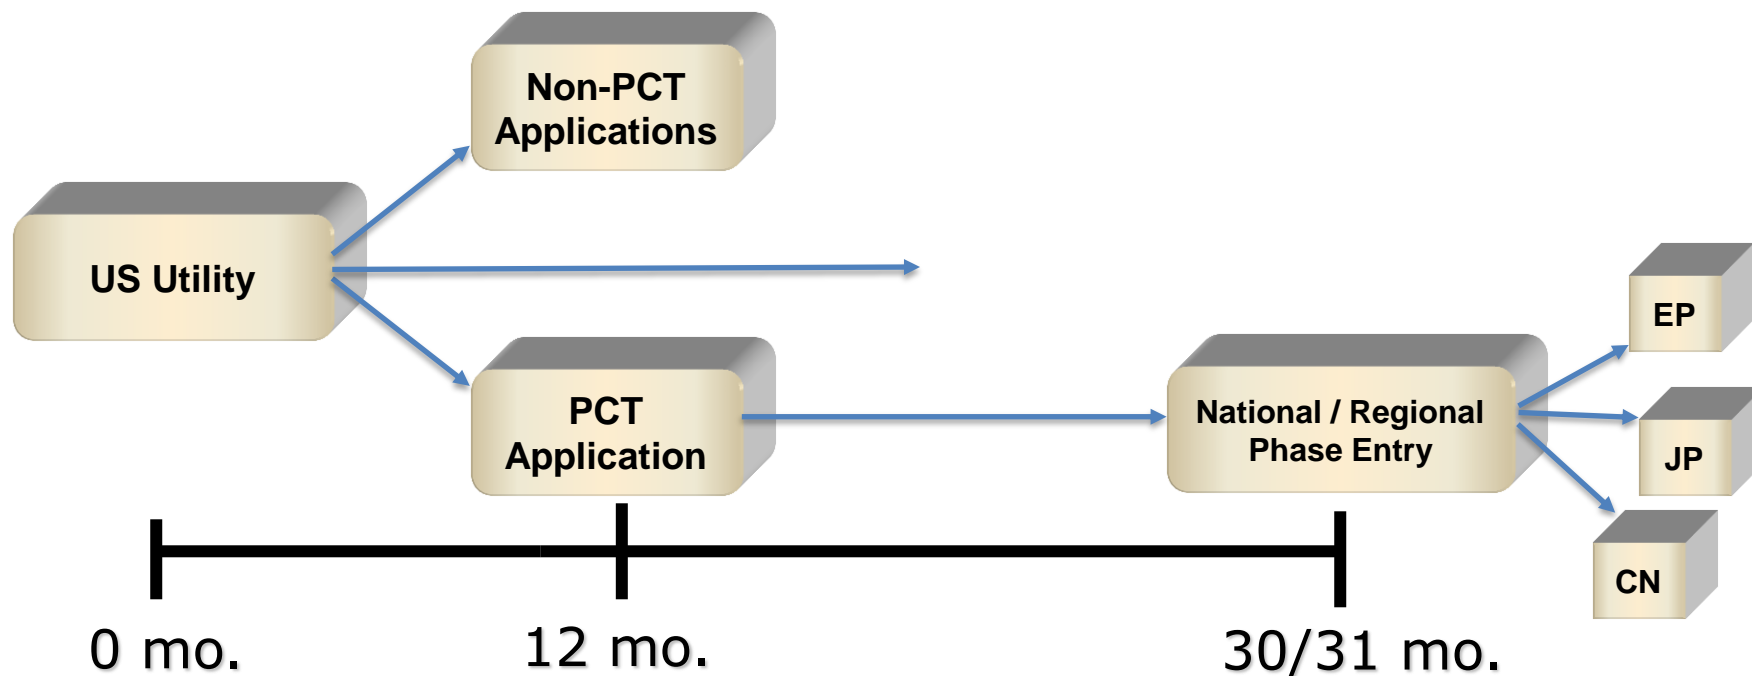 Non-PCT
Applications
US Utility
EP
PCT
Application
National / Regional
Phase Entry
JP
CN
0 mo.
12 mo.
30/31 mo.